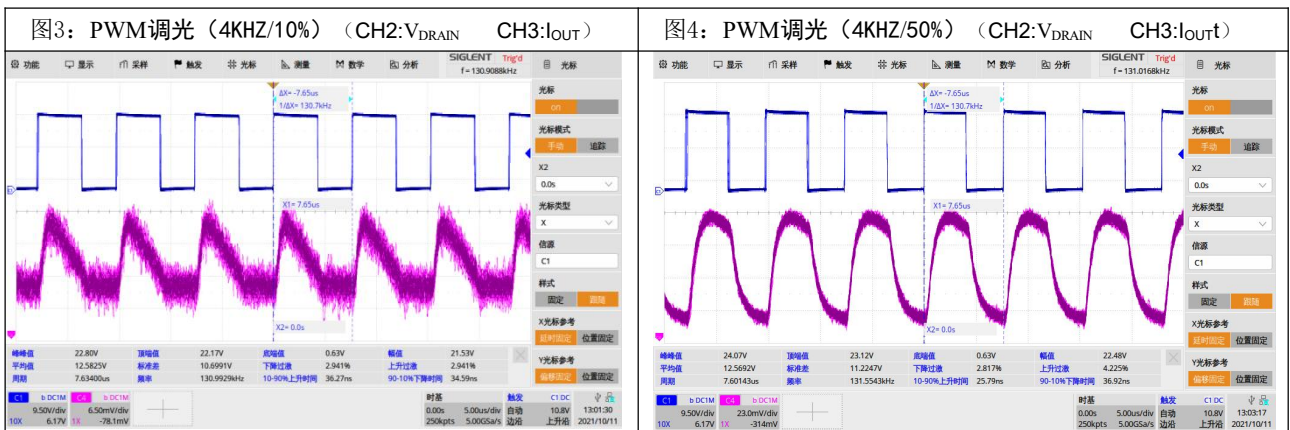 图3: PWM调光（4KHZ/10%）（CH2:VDRAIN CH3:IOUT）
功能 显示 采样 触发 光标 测量 数学 分析 SIGLENT Trig'd
f = 130.9088kHz
光标
光标
on
光标模式
手动 追踪
X2
0.0s
光标类型
X
信源
C1
样式
固定 跟随
X光标参考
延时固定 位置固定
Y光标参考
偏移固定 位置固定
ΔX= -7.65us
1/ΔX= 130.7kHz
X1= 7.65us
X2= 0.0s
峰峰值 22.80V 顶端值 22.17V 底端值 0.63V 幅值 21.53V
平均值 12.5825V 标准差 10.6991V 下降过激 2.941% 上升过激 2.941%
周期 7.63400us 频率 130.9929kHz 10-90%上升时间 36.27ns 90-10%下降时间 34.59ns
C1 b DC1M C4 b DC1M 时基 触发 C1 DC
9.50V/div 6.50mV/div 0.00s 5.00us/div 自动 10.8V 13:01:30
10X 6.17V 1X -78.1mV 250kpts 5.00GSa/s 边沿 上升沿 2021/10/11
图4: PWM调光（4KHZ/50%）（CH2:VDRAIN CH3:IOUTt）
功能 显示 采样 触发 光标 测量 数学 分析 SIGLENT Trig'd
f = 131.0168kHz
光标
光标
on
光标模式
手动 追踪
X2
0.0s
光标类型
X
信源
C1
样式
固定 跟随
X光标参考
延时固定 位置固定
Y光标参考
偏移固定 位置固定
ΔX= -7.65us
1/ΔX= 130.7kHz
X1= 7.65us
X2= 0.0s
峰峰值 24.07V 顶端值 23.12V 底端值 0.63V 幅值 22.48V
平均值 12.5692V 标准差 11.2247V 下降过激 2.817% 上升过激 4.225%
周期 7.60143us 频率 131.5543kHz 10-90%上升时间 25.79ns 90-10%下降时间 36.92ns
C1 b DC1M C4 b DC1M 时基 触发 C1 DC
9.50V/div 23.0mV/div 0.00s 5.00us/div 自动 10.8V 13:03:17
10X 6.17V 1X -314mV 250kpts 5.00GSa/s 边沿 上升沿 2021/10/11